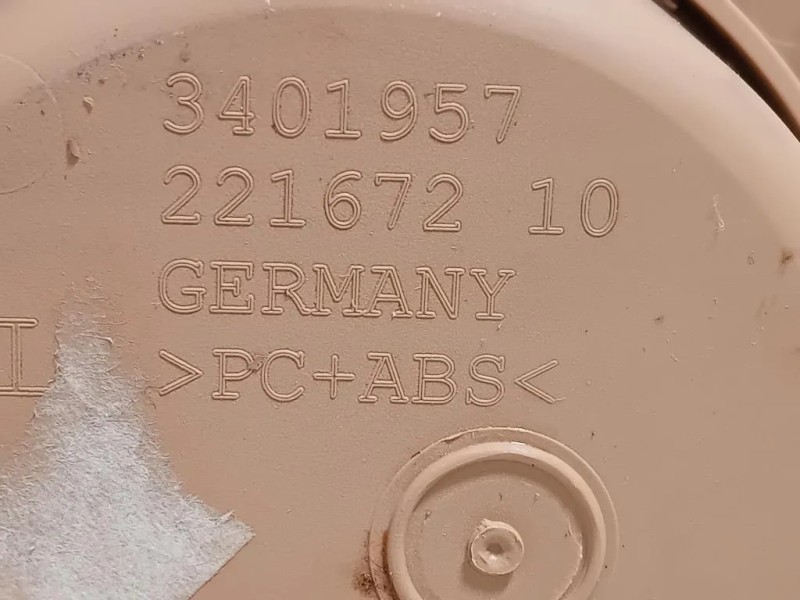 3401957
221672 10
GERMANY
>PC+ABS<